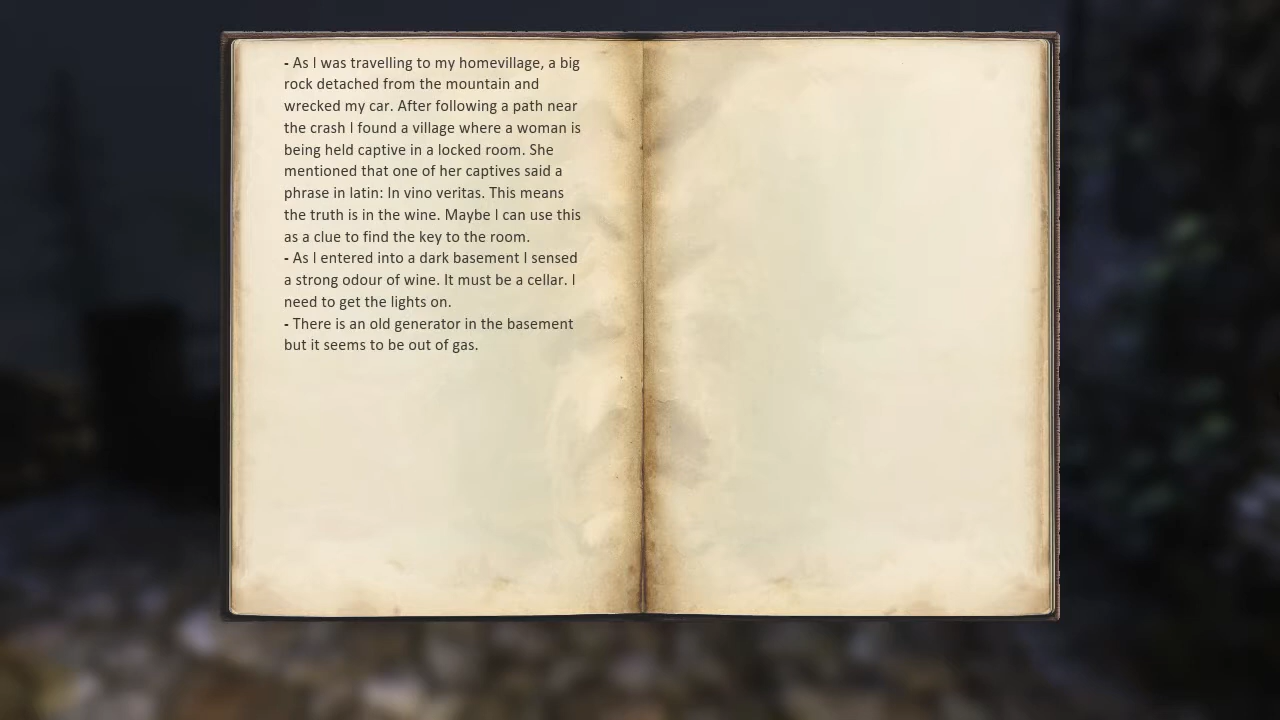 - As I was travelling to my homevillage, a big
rock detached from the mountain and
wrecked my car. After following a path near
the crash I found a village where a woman is
being held captive in a locked room. She
mentioned that one of her captives said a
phrase in latin: In vino veritas. This means
the truth is in the wine. Maybe I can use this
as a clue to find the key to the room.
- As I entered into a dark basement I sensed
a strong odour of wine. It must be a cellar. I
need to get the lights on.
- There is an old generator in the basement
but it seems to be out of gas.